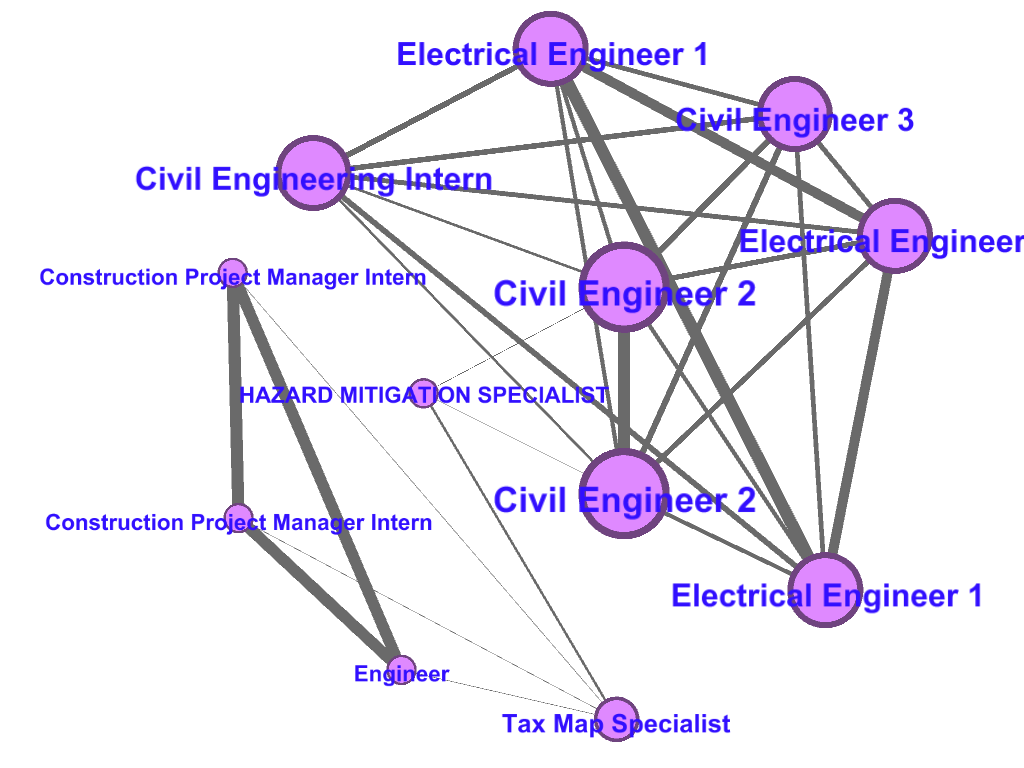 Electrical Engineer 1
Civil Engineer 3
Civil Engineering Intern
Electrical Engineer
Construction Project Manager Intern
Civil Engineer 2
HAZARD MITIGATION SPECIALIST
Civil Engineer 2
Construction Project Manager Intern
Electrical Engineer 1
Engineer
Tax Map Specialist